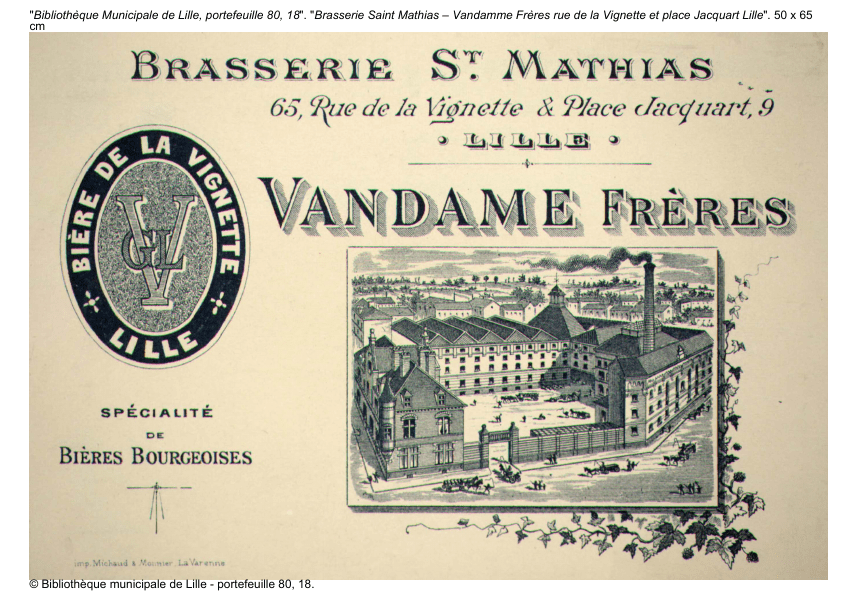 "Bibliothèque Municipale de Lille, portefeuille 80, 18". "Brasserie Saint Mathias – Vandamme Frères rue de la Vignette et place Jacquart Lille". 50 x 65
cm
BRASSERIE ST MATHIAS
65, Rue de la Vignette & Place Jacquart, 9
• LILLE •
VANDAME FRÈRES
BIÈRE DE LA VIGNETTE
LILLE
V
GL
SPÉCIALITÉ
DE
BIÈRES BOURGEOISES
imp. Michaud & Mounier, La Varenne
© Bibliothèque municipale de Lille - portefeuille 80, 18.